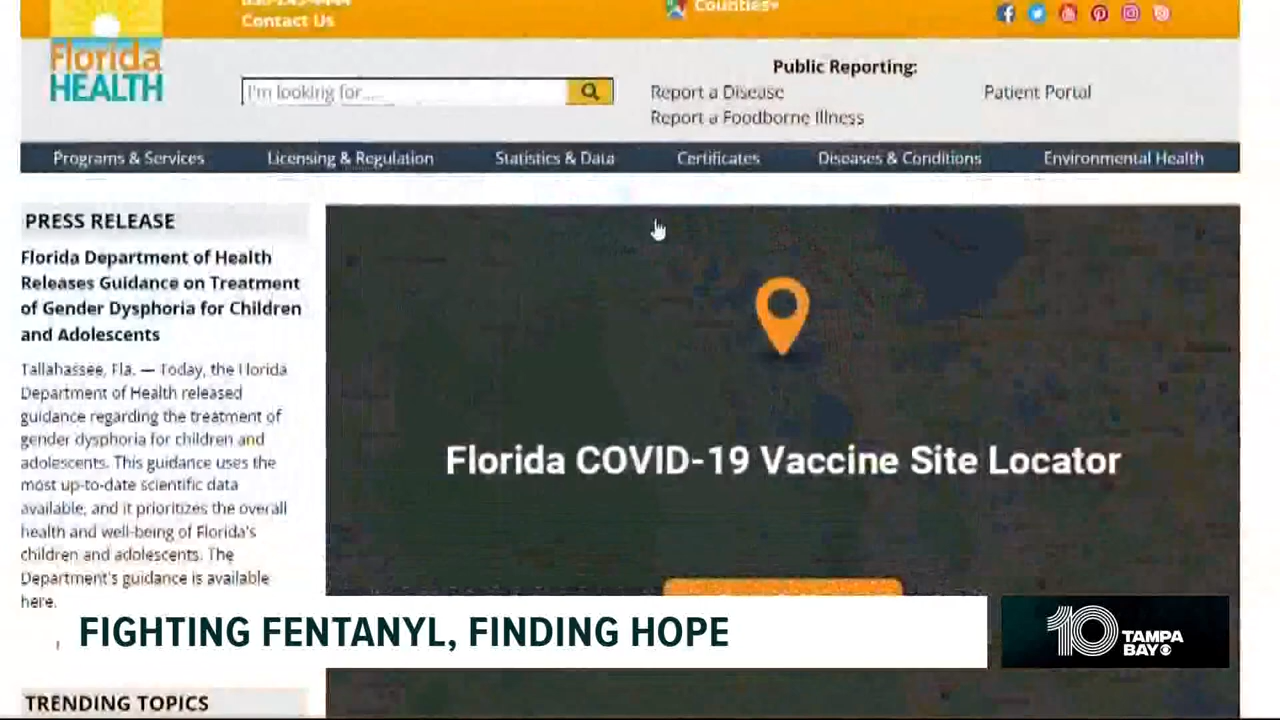 Contact Us
Counties
Florida
HEALTH
I'm looking for...
Public Reporting:
Report a Disease
Patient Portal
Report a Foodborne Illness
Programs & Services
Licensing & Regulation
Statistics & Data
Certificates
Diseases & Conditions
Environmental Health
PRESS RELEASE
Florida Department of Health
Releases Guidance on Treatment
of Gender Dysphoria for Children
and Adolescents
Tallahassee, Fla. — Today, the Florida
Department of Health released
guidance regarding the treatment of
gender dysphoria for children and
adolescents. This guidance uses the
most up-to-date scientific data
available, and it prioritizes the overall
health and well-being of Florida's
children and adolescents. The
Department's guidance is available
here.
TRENDING TOPICS
Florida COVID-19 Vaccine Site Locator
FIGHTING FENTANYL, FINDING HOPE
10 TAMPA
BAY